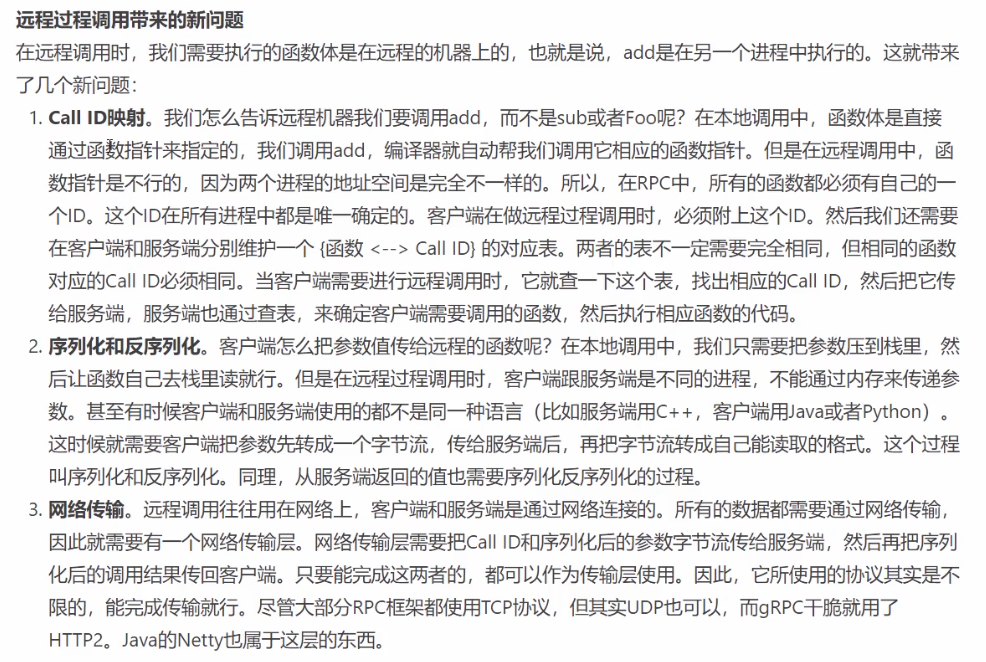 远程过程调用带来的新问题
在远程调用时，我们需要执行的函数体是在远程的机器上的，也就是说，add是在另一个进程中执行的。这就带来
了几个新问题：
1. Call ID映射。我们怎么告诉远程机器我们要调用add，而不是sub或者Foo呢？在本地调用中，函数体是直接
通过函数指针来指定的，我们调用add，编译器就自动帮我们调用它相应的函数指针。但是在远程调用中，函
数指针是不行的，因为两个进程的地址空间是完全不一样的。所以，在RPC中，所有的函数都必须有自己的一
个ID。这个ID在所有进程中都是唯一确定的。客户端在做远程过程调用时，必须附上这个ID。然后我们还需要
在客户端和服务端分别维护一个 {函数 <--> Call ID} 的对应表。两者的表不一定需要完全相同，但相同的函数
对应的Call ID必须相同。当客户端需要进行远程调用时，它就查一下这个表，找出相应的Call ID，然后把它传
给服务端，服务端也通过查表，来确定客户端需要调用的函数，然后执行相应函数的代码。
2. 序列化和反序列化。客户端怎么把参数值传给远程的函数呢？在本地调用中，我们只需要把参数压到栈里，然
后让函数自己去栈里读就行。但是在远程过程调用时，客户端跟服务端是不同的进程，不能通过内存来传递参
数。甚至有时候客户端和服务端使用的都不是同一种语言（比如服务端用C++，客户端用Java或者Python）。
这时候就需要客户端把参数先转成一个字节流，传给服务端后，再把字节流转成自己能读取的格式。这个过程
叫序列化和反序列化。同理，从服务端返回的值也需要序列化反序列化的过程。
3. 网络传输。远程调用往往用在网络上，客户端和服务端是通过网络连接的。所有的数据都需要通过网络传输，
因此就需要有一个网络传输层。网络传输层需要把Call ID和序列化后的参数字节流传给服务端，然后再把序列
化后的调用结果传回客户端。只要能完成这两者的，都可以作为传输层使用。因此，它所使用的协议其实是不
限的，能完成传输就行。尽管大部分RPC框架都使用TCP协议，但其实UDP也可以，而gRPC干脆就用了
HTTP2。Java的Netty也属于这层的东西。